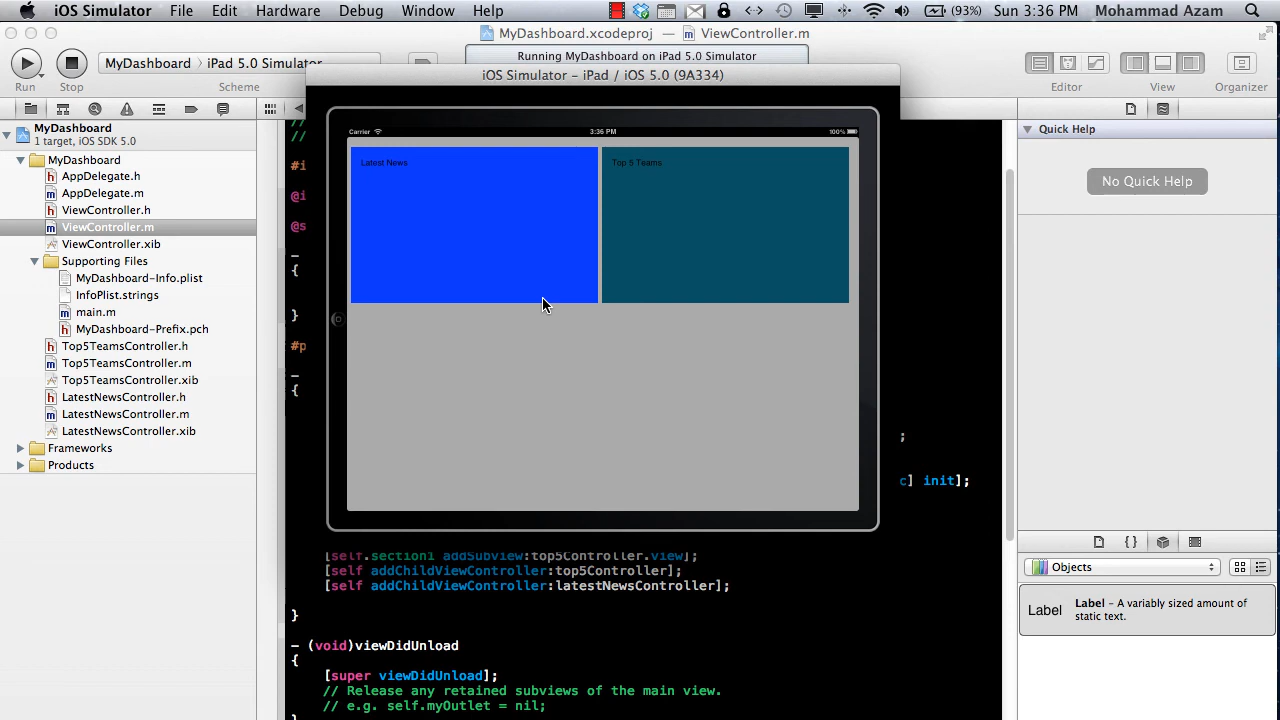 iOS Simulator File Edit Hardware Debug Window Help (93%) Sun 3:36 PM Mohammad Azam
MyDashboard.xcodeproj — ViewController.m
Run Stop MyDashboard iPad 5.0 Simulator
Scheme
Running MyDashboard on iPad 5.0 Simulator
Editor View Organizer
iOS Simulator - iPad / iOS 5.0 (9A334)
MyDashboard
1 target, iOS SDK 5.0
MyDashboard
AppDelegate.h
AppDelegate.m
ViewController.h
ViewController.m
ViewController.xib
Supporting Files
MyDashboard-Info.plist
InfoPlist.strings
main.m
MyDashboard-Prefix.pch
Top5TeamsController.h
Top5TeamsController.m
Top5TeamsController.xib
LatestNewsController.h
LatestNewsController.m
LatestNewsController.xib
Frameworks
Products
Carrier 3:36 PM 100%
Latest News
Top 5 Teams
//
//
#i
@i
@s
-
{
}
#p
-
{
;
c] init];
[self.section1 addSubview:top5Controller.view];
[self addChildViewController:top5Controller];
[self addChildViewController:latestNewsController];
}
- (void)viewDidUnload
{
[super viewDidUnload];
// Release any retained subviews of the main view.
// e.g. self.myOutlet = nil;
Quick Help
No Quick Help
Objects
Label
Label - A variably sized amount of
static text.